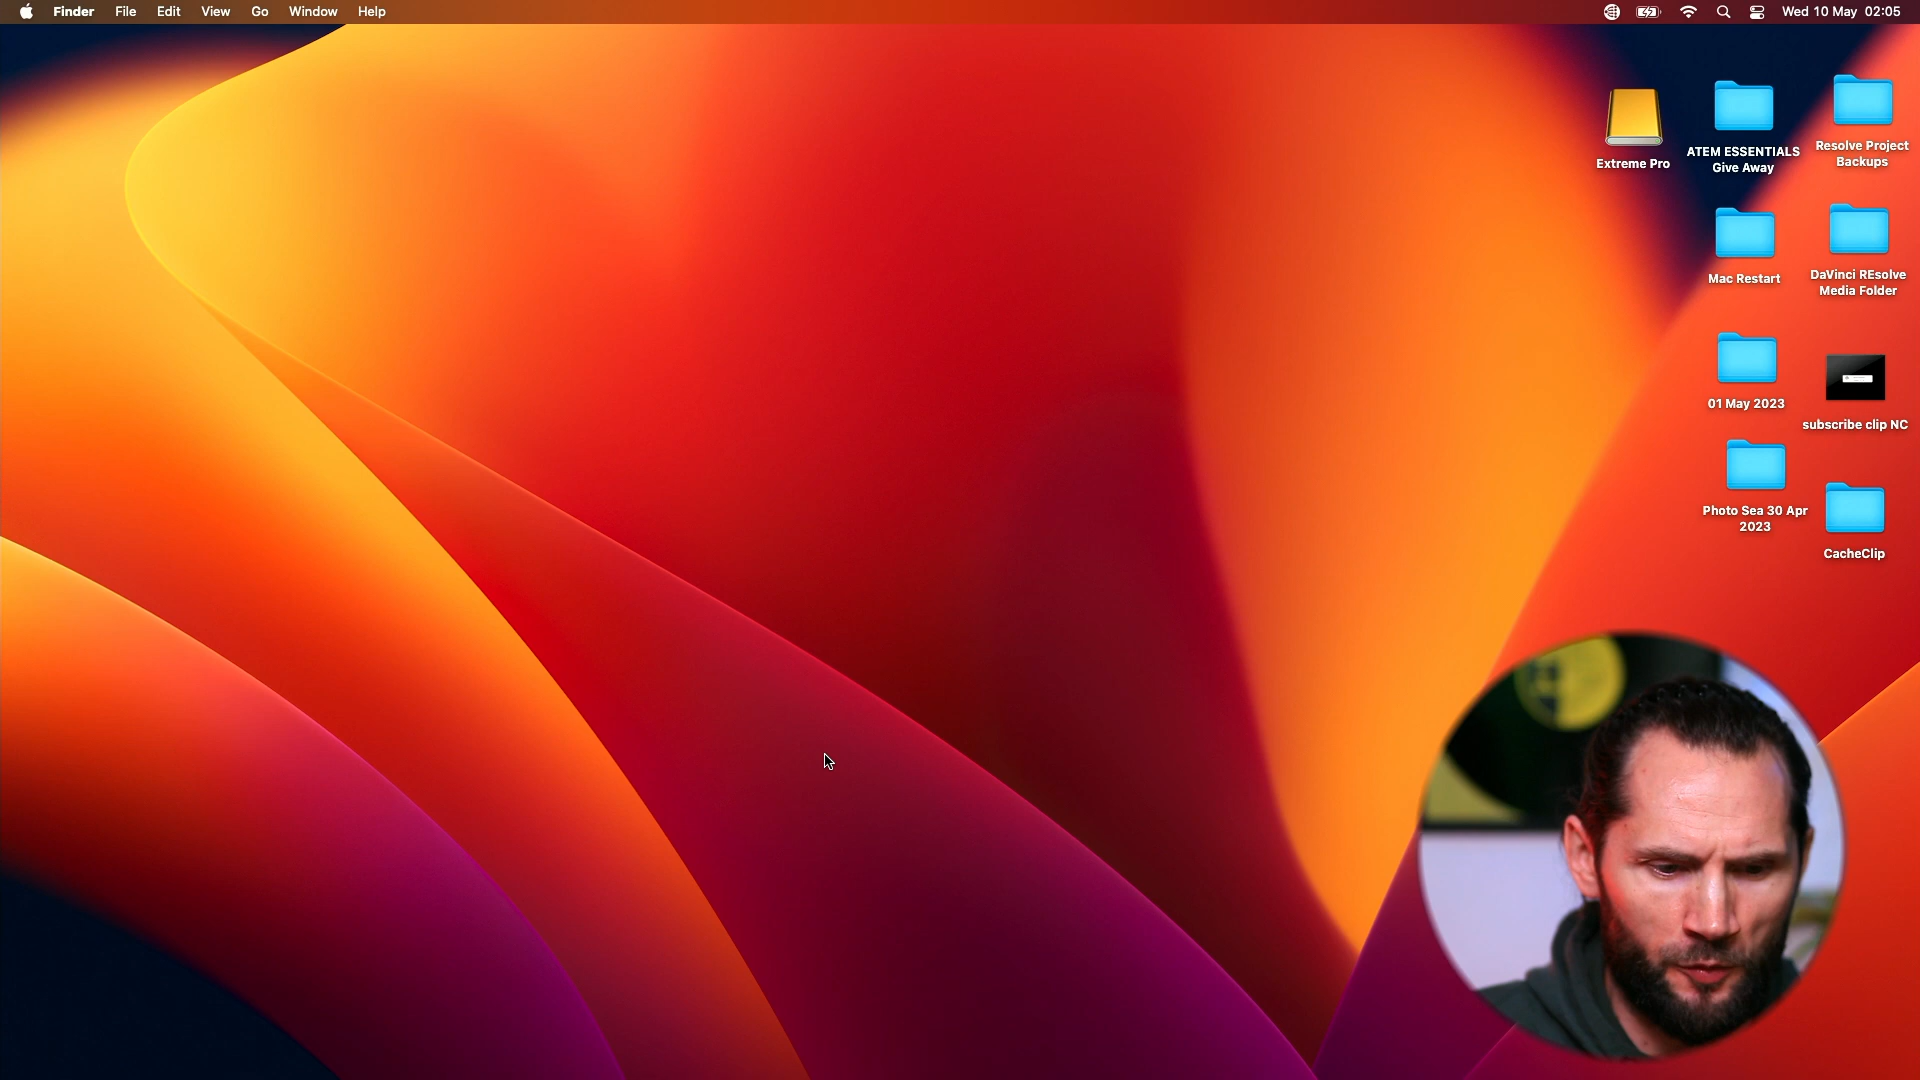 Finder File Edit View Go Window Help Wed 10 May 02:05
Extreme Pro
ATEM ESSENTIALS
Give Away
Resolve Project
Backups
Mac Restart
DaVinci REsolve
Media Folder
01 May 2023
subscribe clip NC
Photo Sea 30 Apr
2023
CacheClip